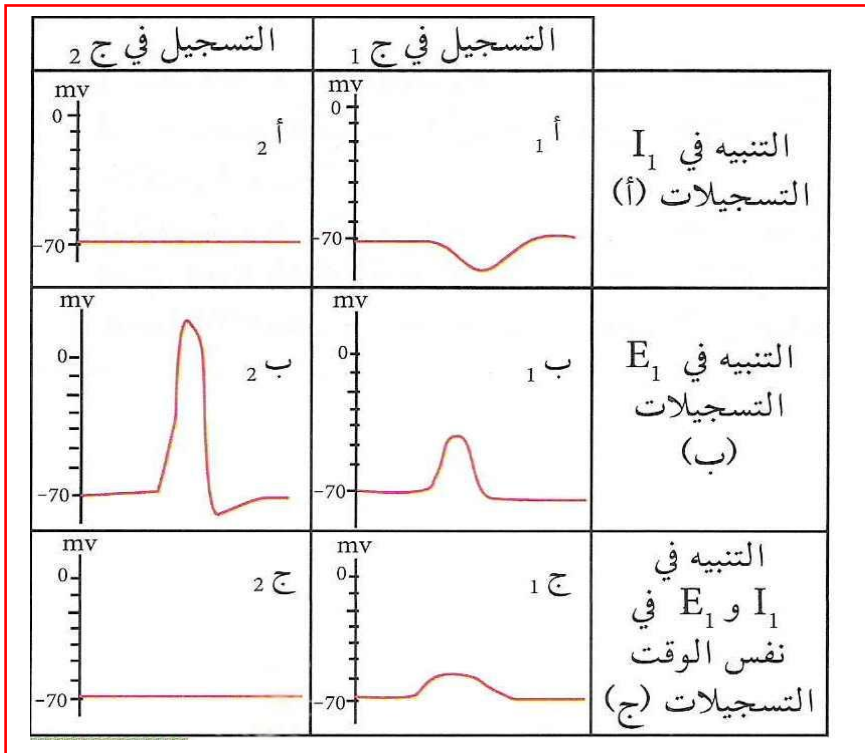 التسجيل في ج 1
التسجيل في ج 2
التنبيه في I1
التسجيلات (أ)
mv
0
-70
أ 1
mv
0
-70
أ 2
التنبيه في E1
التسجيلات
(ب)
mv
0
-70
ب 1
mv
0
-70
ب 2
التنبيه في
I1 و E1 في
نفس الوقت
التسجيلات (ج)
mv
0
-70
ج 1
mv
0
-70
ج 2